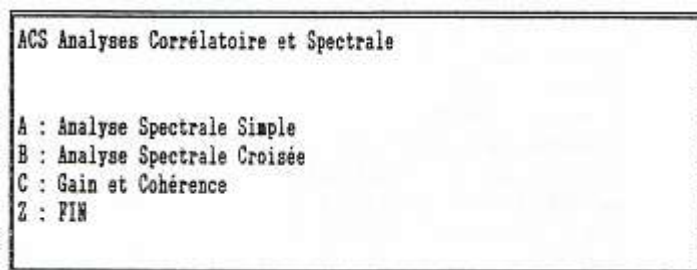 ACS Analyses Corrélatoire et Spectrale
A : Analyse Spectrale Simple
B : Analyse Spectrale Croisée
C : Gain et Cohérence
Z : FIN